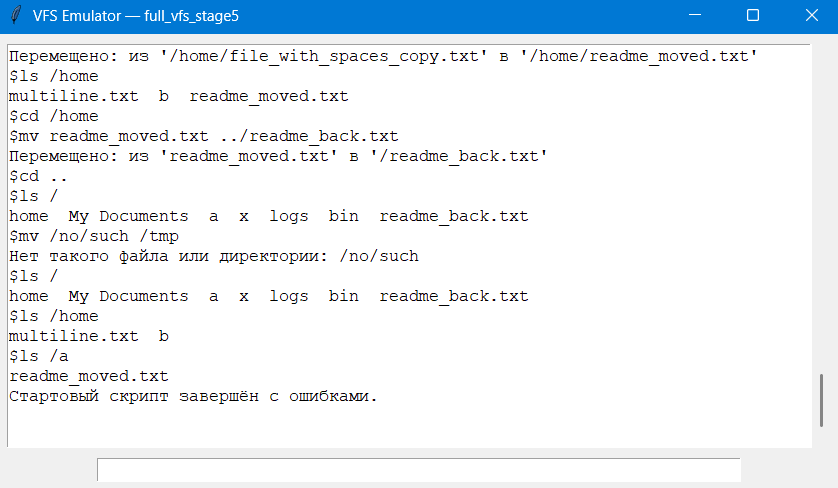 VFS Emulator — full_vfs_stage5
Перемещено: из '/home/file_with_spaces_copy.txt' в '/home/readme_moved.txt'
$ls /home
multiline.txt  b  readme_moved.txt
$cd /home
$mv readme_moved.txt ../readme_back.txt
Перемещено: из 'readme_moved.txt' в '/readme_back.txt'
$cd ..
$ls /
home  My Documents  a  x  logs  bin  readme_back.txt
$mv /no/such /tmp
Нет такого файла или директории: /no/such
$ls /
home  My Documents  a  x  logs  bin  readme_back.txt
$ls /home
multiline.txt  b
$ls /a
readme_moved.txt
Стартовый скрипт завершён с ошибками.